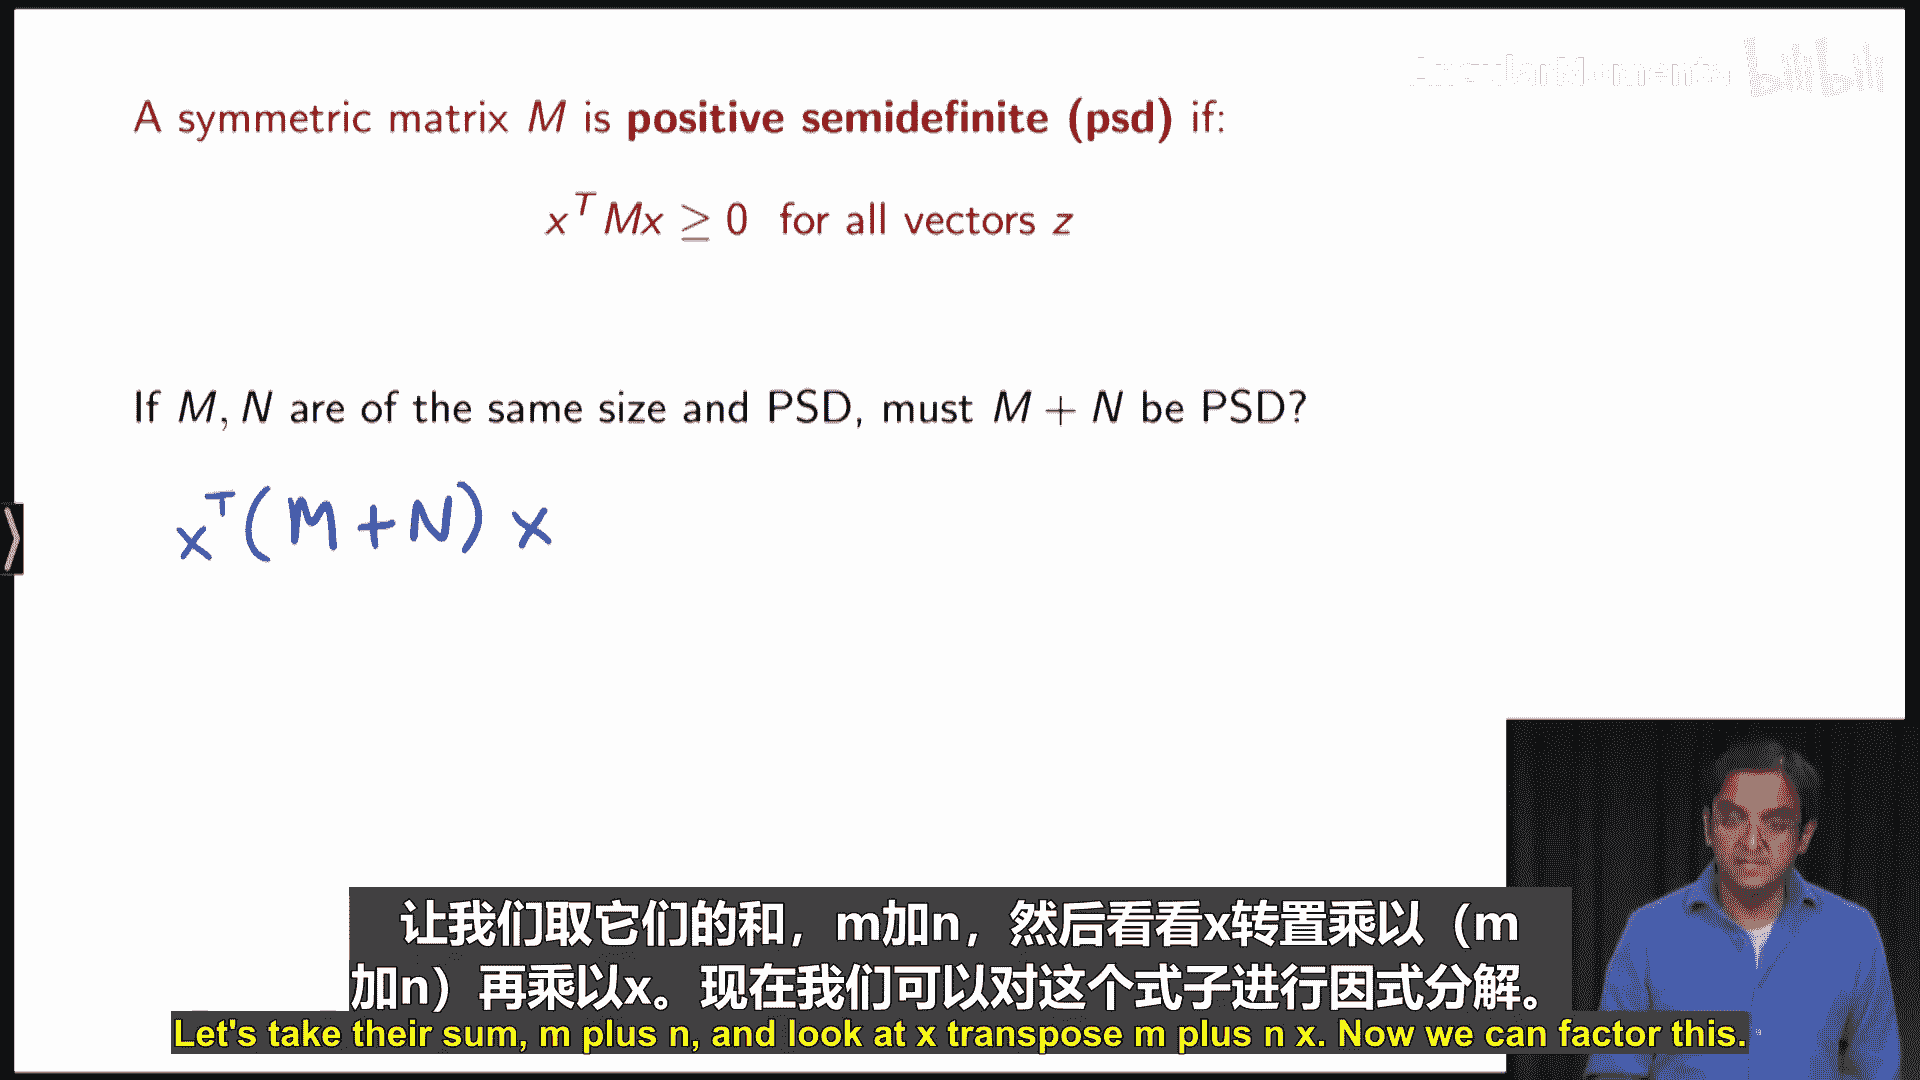 A symmetric matrix M is positive semidefinite (psd) if:
x^T Mx ≥ 0 for all vectors z
If M, N are of the same size and PSD, must M + N be PSD?
x^T (M+N) x
让我们取它们的和，m加n，然后看看x转置乘以（m
加n）再乘以x。现在我们可以对这个式子进行因式分解。
Let's take their sum, m plus n, and look at x transpose m plus n x. Now we can factor this.
bilibili